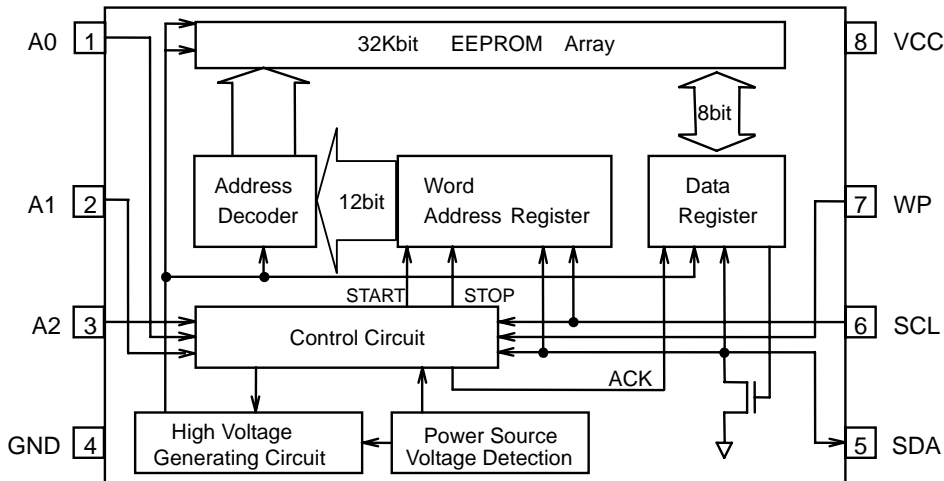 A0 1
32Kbit EEPROM Array
8 VCC
8bit
A1 2
Address
Decoder
12bit
Word
Address Register
Data
Register
7 WP
START STOP
A2 3
Control Circuit
6 SCL
ACK
GND 4
High Voltage
Generating Circuit
Power Source
Voltage Detection
5 SDA